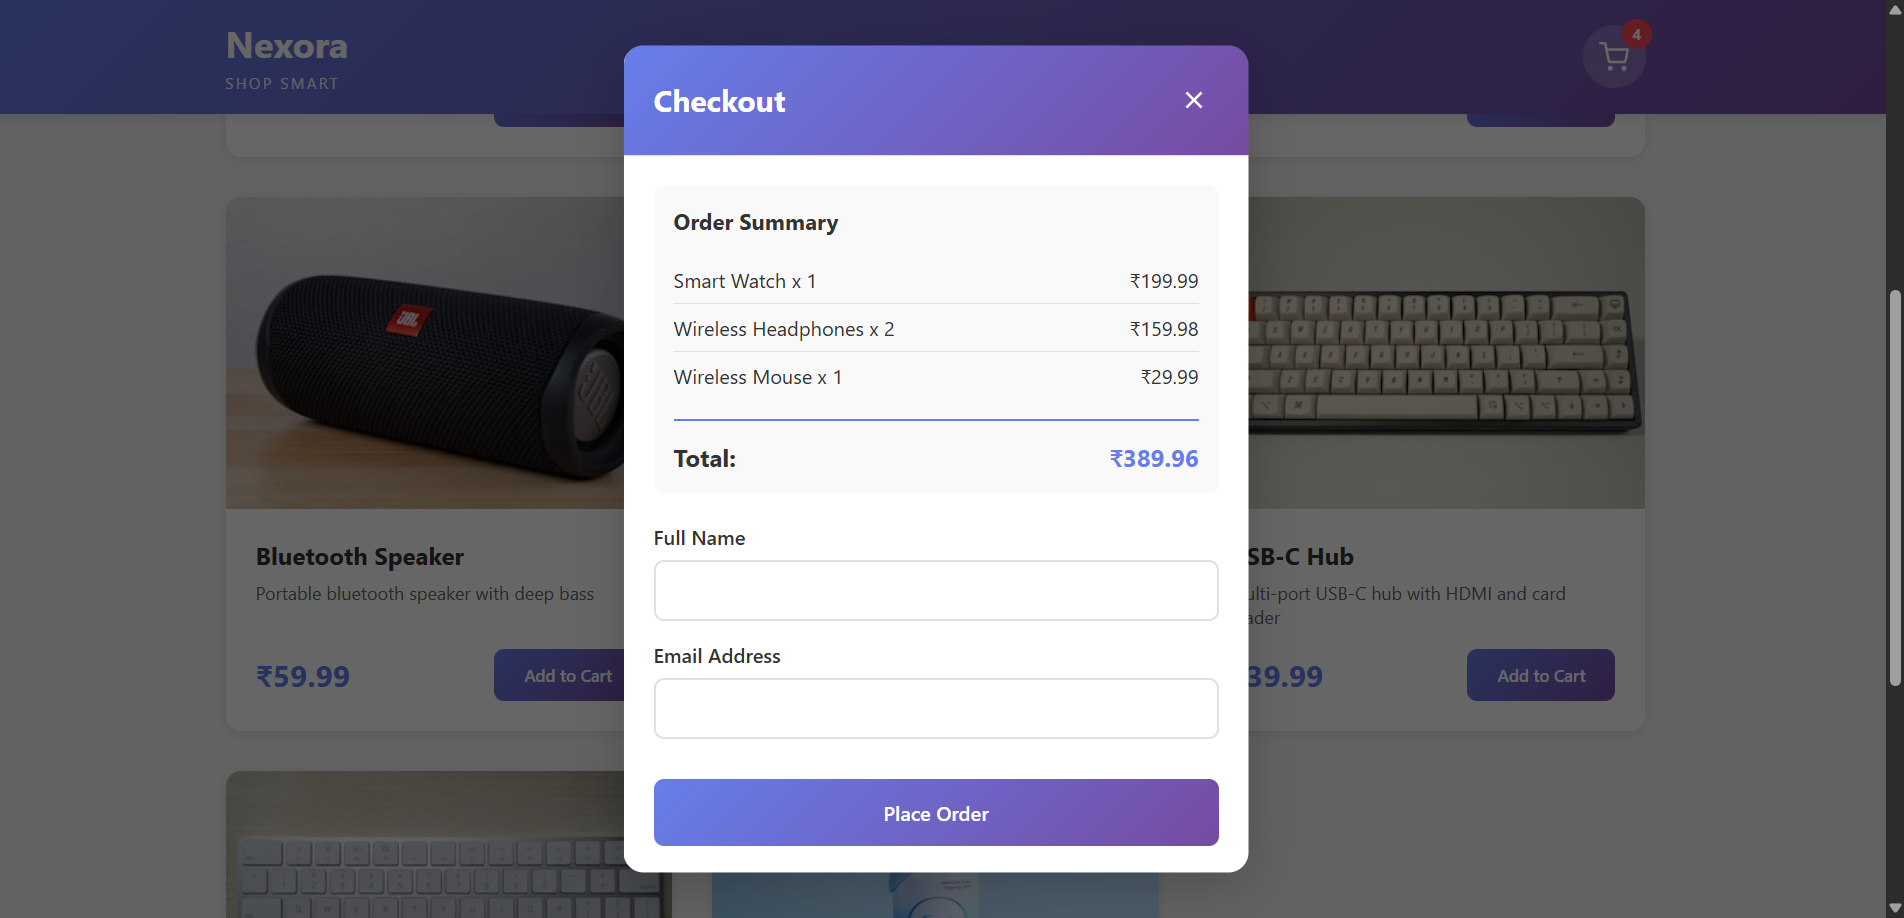 Nexora
SHOP SMART
4
Checkout
Order Summary
Smart Watch x 1 ₹199.99
Wireless Headphones x 2 ₹159.98
Wireless Mouse x 1 ₹29.99
Total: ₹389.96
Full Name
Email Address
Place Order
JBL
JBL
Bluetooth Speaker
Portable bluetooth speaker with deep bass
₹59.99
Add to Cart
SB-C Hub
ulti-port USB-C hub with HDMI and card
ader
39.99
Add to Cart